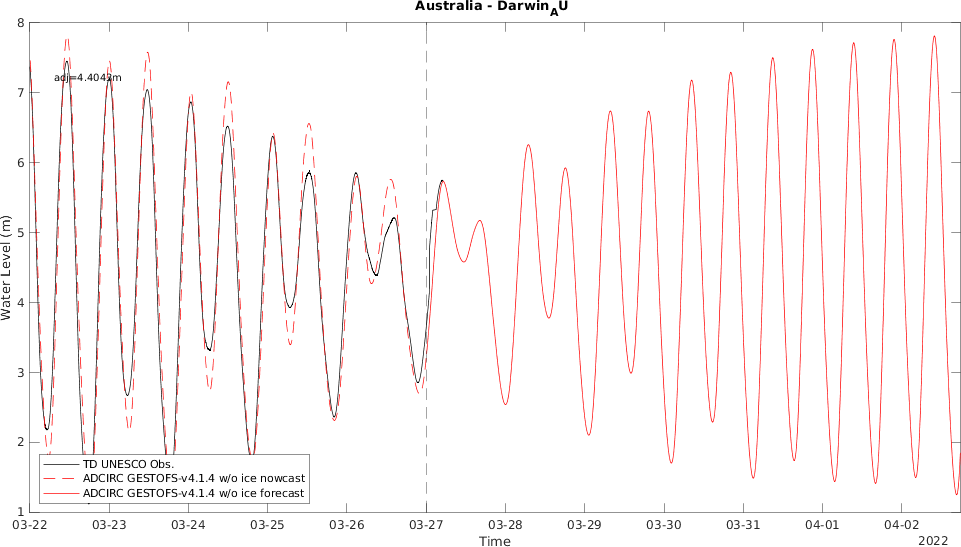 Australia - Darwin_AU
8
7
6
5
4
3
2
1
Water Level (m)
adj=4.4043m
TD UNESCO Obs.
ADCIRC GESTOFS-v4.1.4 w/o ice nowcast
ADCIRC GESTOFS-v4.1.4 w/o ice forecast
03-22 03-23 03-24 03-25 03-26 03-27 03-28 03-29 03-30 03-31 04-01 04-02
Time
2022